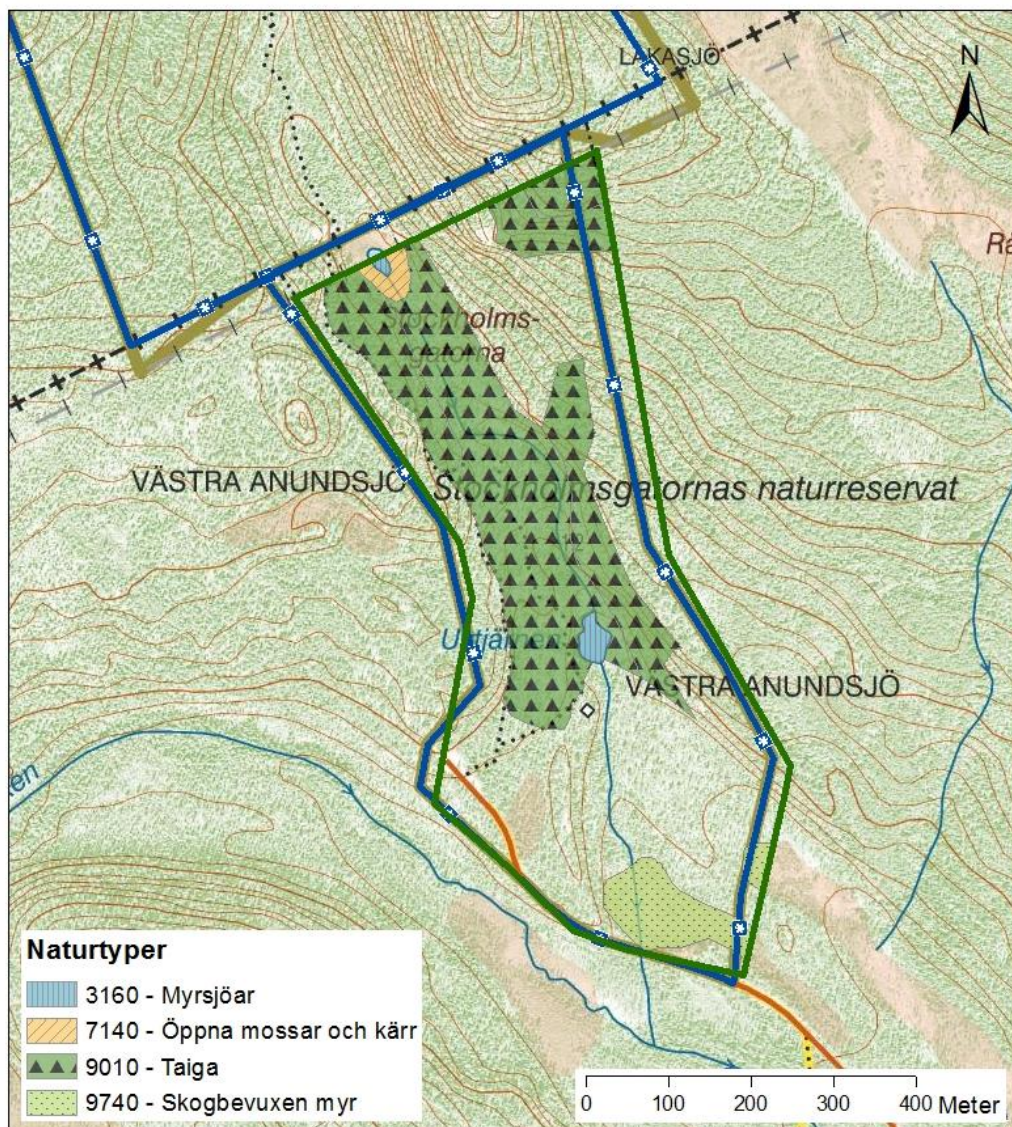 LAKASJÖ
N
Stockholms-
gatorna
VÄSTRA ANUNDSJÖ
Stockholmsgatornas naturreservat
VÄSTRA ANUNDSJÖ
Naturtyper
3160 - Myrsjöar
7140 - Öppna mossar och kärr
9010 - Taiga
9740 - Skogbevuxen myr
0 100 200 300 400 Meter